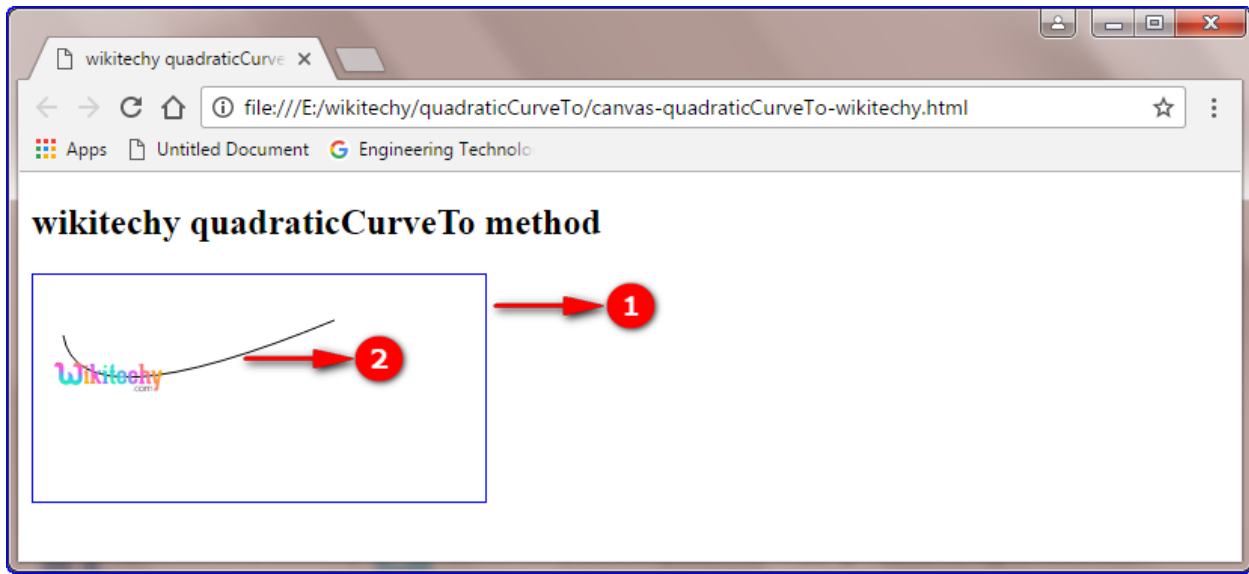 wikitechy quadraticCurve
file:///E:/wikitechy/quadraticCurveTo/canvas-quadraticCurveTo-wikitechy.html
Apps Untitled Document G Engineering Technolo
wikitechy quadraticCurveTo method
1
2
Wikitechy
.com